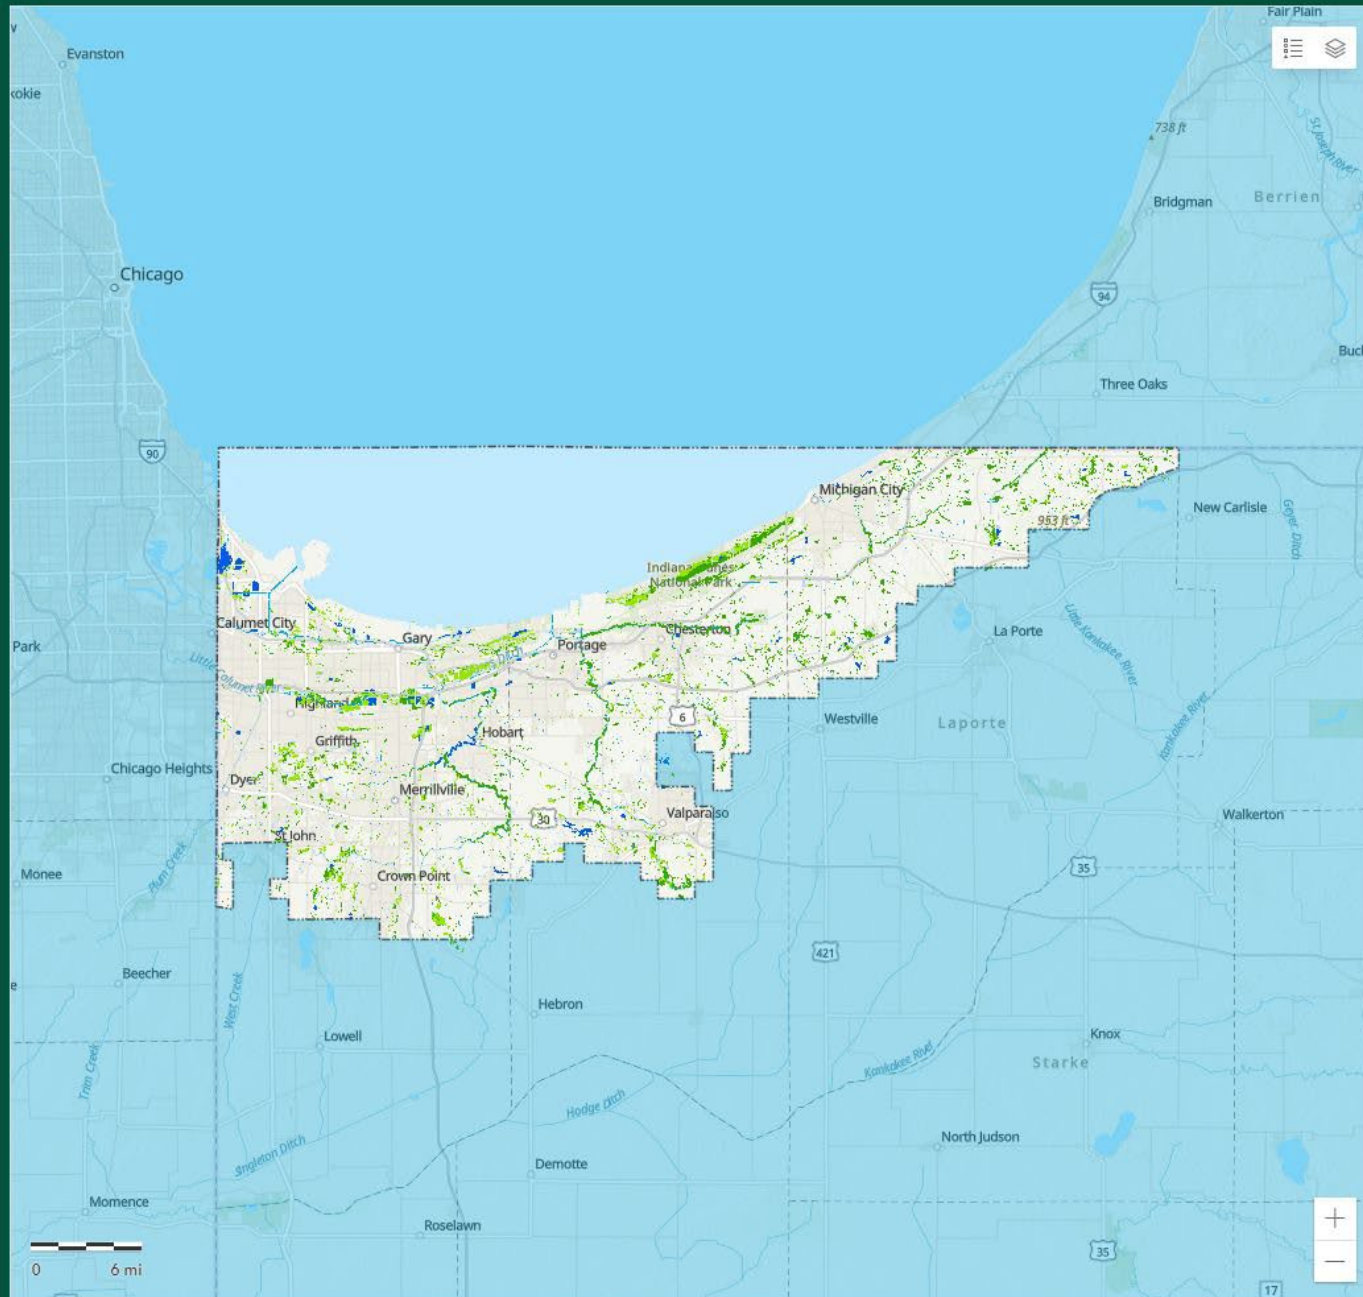 Fair Plain
Evanston
kokie
738 ft
St Joseph River
Berrien
Bridgman
Chicago
94
Buc
Three Oaks
90
Michigan City
New Carlisle
953 ft
Geyer Ditch
Indiana Dunes
National Park
Calumet City
Gary
Chesterton
La Porte
Little Kankakee River
Park
Portage
s Ditch
Little Calumet River
Highland
6
Westville
Laporte
Kankakee River
Griffith
Hobart
Chicago Heights
Dyer
Merrillville
30
Valparaiso
Walkerton
St John
Plum Creek
Monee
Crown Point
35
421
Beecher
West Creek
Hebron
Lowell
Knox
Starke
Kankakee River
Trim Creek
Hodge Ditch
North Judson
Singleton Ditch
Demotte
Momence
Roselawn
35
0 6 mi
17